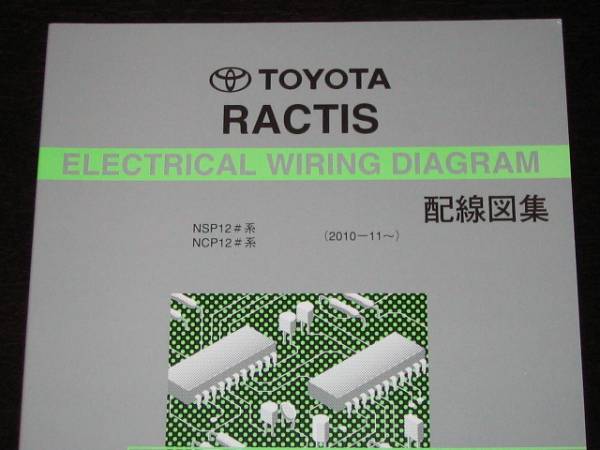 TOYOTA
RACTIS
ELECTRICAL WIRING DIAGRAM
配線図集
NSP12#系
NCP12#系 (2010－11～)